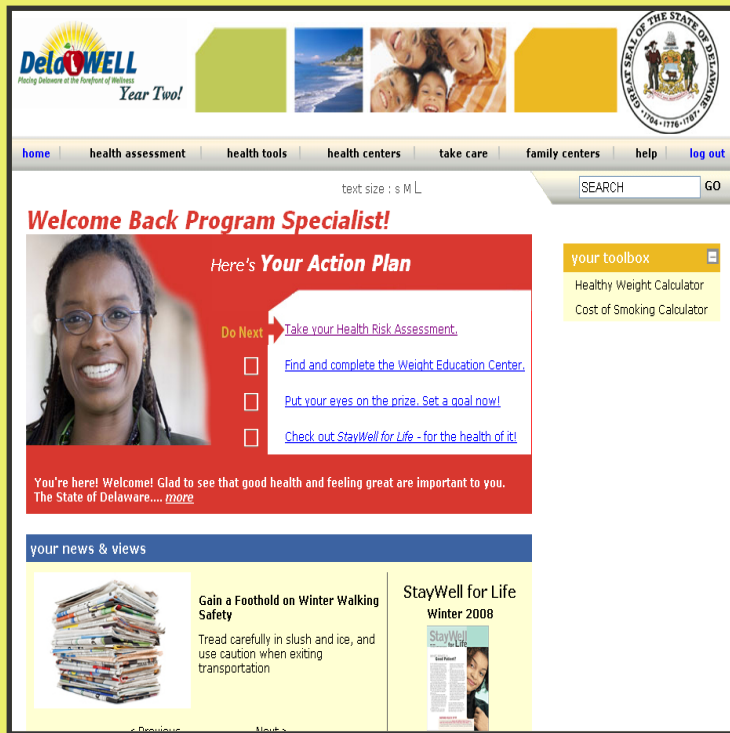 DelaWELL
Placing Delaware at the Forefront of Wellness
Year Two!
GREAT SEAL OF THE STATE OF DELAWARE
1704 · 1776 · 1787
home
health assessment
health tools
health centers
take care
family centers
help
log out
text size : s M L
SEARCH
GO
Welcome Back Program Specialist!
Here's Your Action Plan
Do Next
Take your Health Risk Assessment.
Find and complete the Weight Education Center.
Put your eyes on the prize. Set a goal now!
Check out StayWell for Life - for the health of it!
You're here! Welcome! Glad to see that good health and feeling great are important to you.
The State of Delaware.... more
your toolbox
Healthy Weight Calculator
Cost of Smoking Calculator
your news & views
Gain a Foothold on Winter Walking
Safety
Tread carefully in slush and ice, and
use caution when exiting
transportation
< Previous
Next >
StayWell for Life
Winter 2008
StayWell
for Life